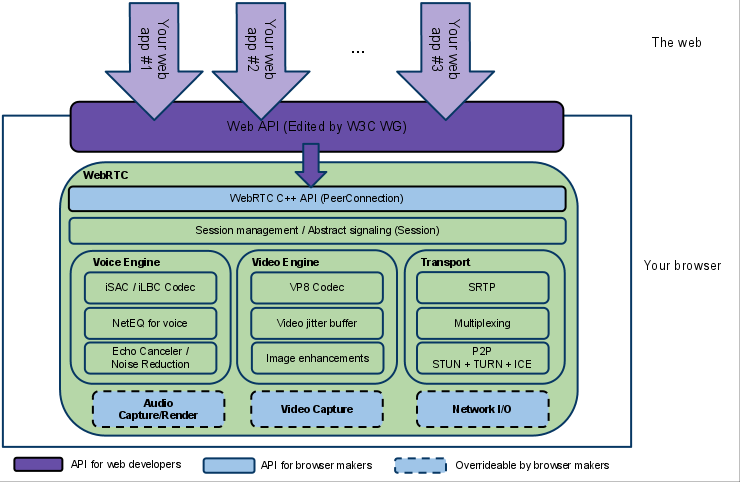 Your web
app #1
Your web
app #2
...
Your web
app #3
The web
Web API (Edited by W3C WG)
WebRTC
WebRTC C++ API (PeerConnection)
Session management / Abstract signaling (Session)
Your browser
Voice Engine
iSAC / iLBC Codec
NetEQ for voice
Echo Canceler /
Noise Reduction
Video Engine
VP8 Codec
Video jitter buffer
Image enhancements
Transport
SRTP
Multiplexing
P2P
STUN + TURN + ICE
Audio
Capture/Render
Video Capture
Network I/O
API for web developers
API for browser makers
Overrideable by browser makers